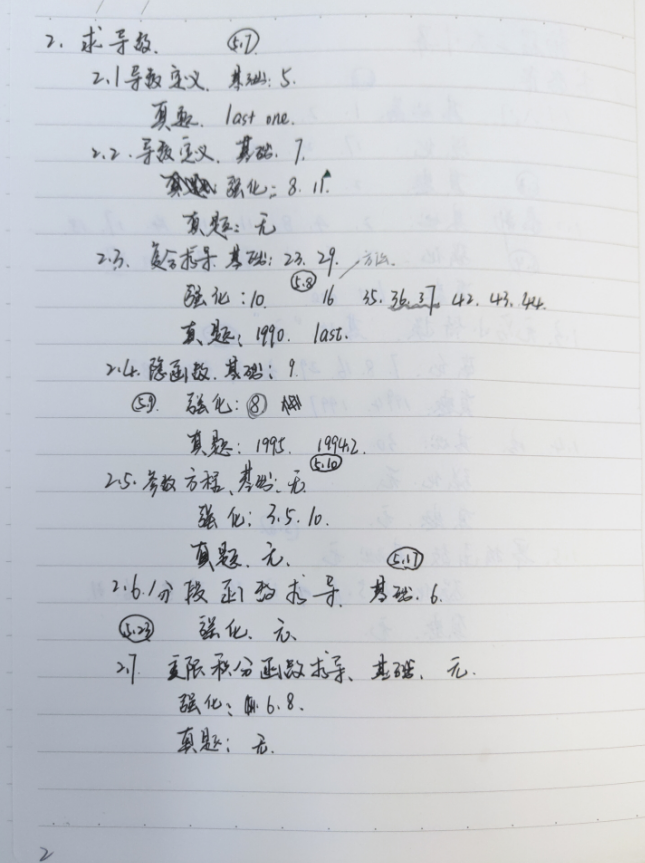 2. 求导数. 5.7
2.1 导数定义. 基础: 5.
真题. last one.
2.2. 导数定义. 基础. 7.
强化: 8. 11.
真题: 无
2.3. 复合求导 基础: 23. 29. 方法.
强化: 10. 5.8 16 35. 36. 37. 42. 43. 44.
真题: 1990. last.
2.4. 隐函数. 基础: 9.
5.9 强化: 8
真题: 1995. 1994.2.
2.5. 参数方程. 基础: 无. 5.10
强化: 3. 5. 10.
真题. 无. 5.17
2.6. 分段函数求导. 基础. 6.
5.23 强化. 无.
2.7 变限积分函数求导. 基础. 无.
强化: 6. 8.
真题: 无.
2